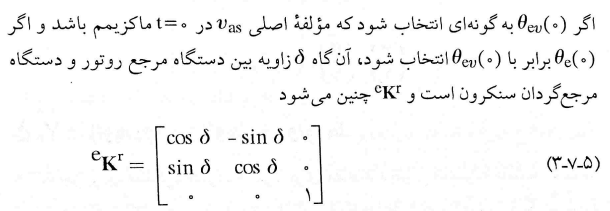 اگر θev(۰) به گونه‌ای انتخاب شود که مؤلفهٔ اصلی vas در t=۰ ماکزیمم باشد و اگر
θe(۰) برابر با θev(۰) انتخاب شود، آن گاه δ زاویه بین دستگاه مرجع روتور و دستگاه
مرجع گردان سنکرون است و eKr چنین می‌شود
eKr = [ cos δ  - sin δ  ۰
sin δ  cos δ  ۰
۰  ۰  ۱ ]  (۳-۷-۵)